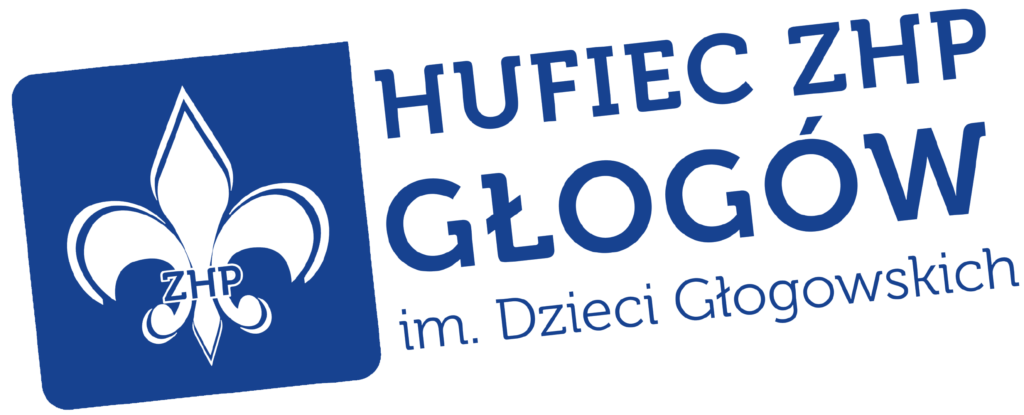 ZHP
HUFIEC ZHP
GŁOGÓW
im. Dzieci Głogowskich